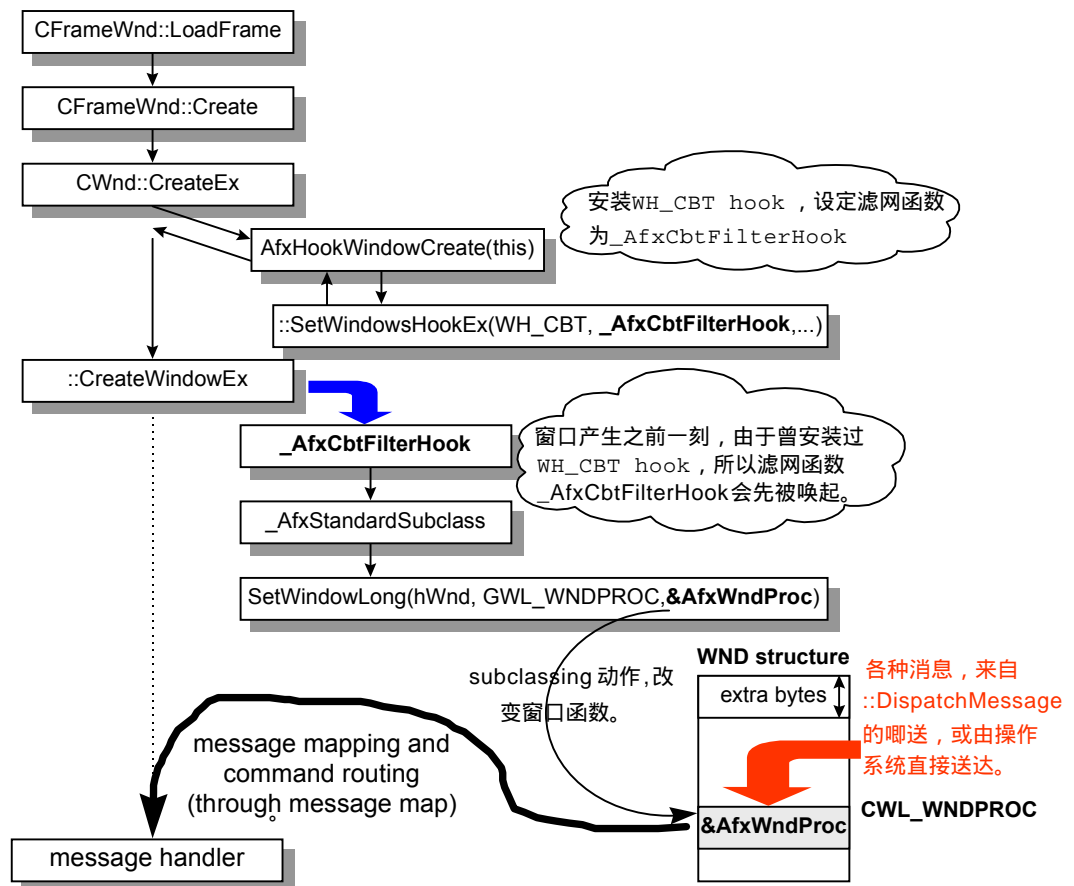 CFrameWnd::LoadFrame
CFrameWnd::Create
CWnd::CreateEx
安装WH_CBT hook ，设定滤网函数
为_AfxCbtFilterHook
AfxHookWindowCreate(this)
::SetWindowsHookEx(WH_CBT, _AfxCbtFilterHook,...)
::CreateWindowEx
_AfxCbtFilterHook
窗口产生之前一刻，由于曾安装过
WH_CBT hook，所以滤网函数
_AfxCbtFilterHook会先被唤起。
_AfxStandardSubclass
SetWindowLong(hWnd, GWL_WNDPROC,&AfxWndProc)
subclassing 动作,改
变窗口函数。
WND structure
extra bytes
各种消息，来自
::DispatchMessage
的唧送，或由操作
系统直接送达。
message mapping and
command routing
(through message map)
。
&AfxWndProc
CWL_WNDPROC
message handler